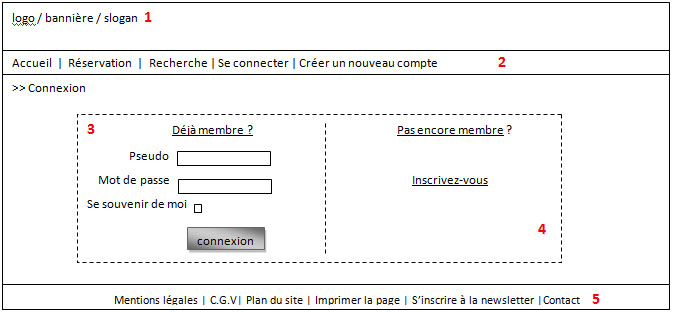 logo / bannière / slogan 1
Accueil | Réservation | Recherche | Se connecter | Créer un nouveau compte 2
>> Connexion
3 Déjà membre ? Pas encore membre ?
Pseudo
Mot de passe Inscrivez-vous
Se souvenir de moi
4
connexion
Mentions légales | C.G.V| Plan du site | Imprimer la page | S'inscrire à la newsletter |Contact 5